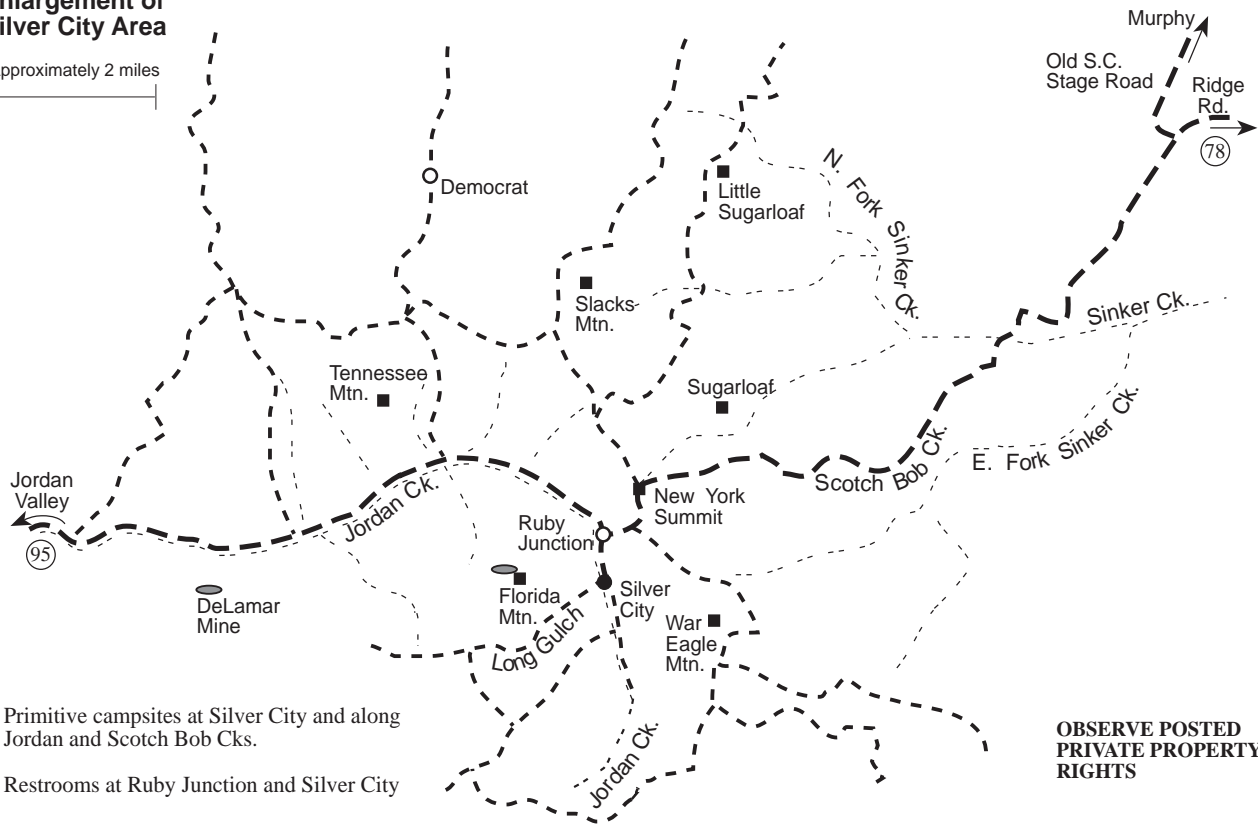 nlargement of
ilver City Area
pproximately 2 miles
Murphy
Old S.C.
Stage Road
Ridge
Rd.
78
Democrat
Little
Sugarloaf
N. Fork Sinker Ck.
Slacks
Mtn.
Sinker Ck.
Tennessee
Mtn.
Sugarloaf
E. Fork Sinker Ck.
Scotch Bob Ck.
Jordan
Valley
95
Jordan Ck.
New York
Summit
Ruby
Junction
Silver
City
Florida
Mtn.
DeLamar
Mine
War
Eagle
Mtn.
Long Gulch
Jordan Ck.
Primitive campsites at Silver City and along
Jordan and Scotch Bob Cks.
Restrooms at Ruby Junction and Silver City
OBSERVE POSTED
PRIVATE PROPERTY
RIGHTS